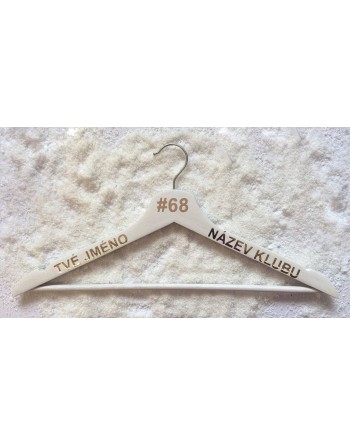 #68
TVÉ JMÉNO
NÁZEV KLUBU